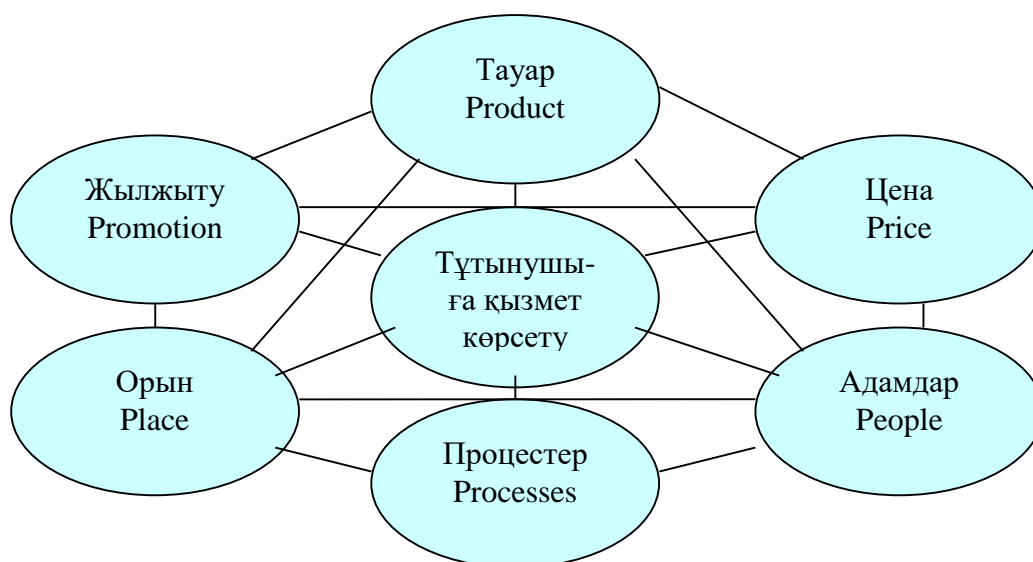 Тауар
Product
Жылжыту
Promotion
Цена
Price
Тұтынушы-
ға қызмет
көрсету
Орын
Place
Адамдар
People
Процестер
Processes